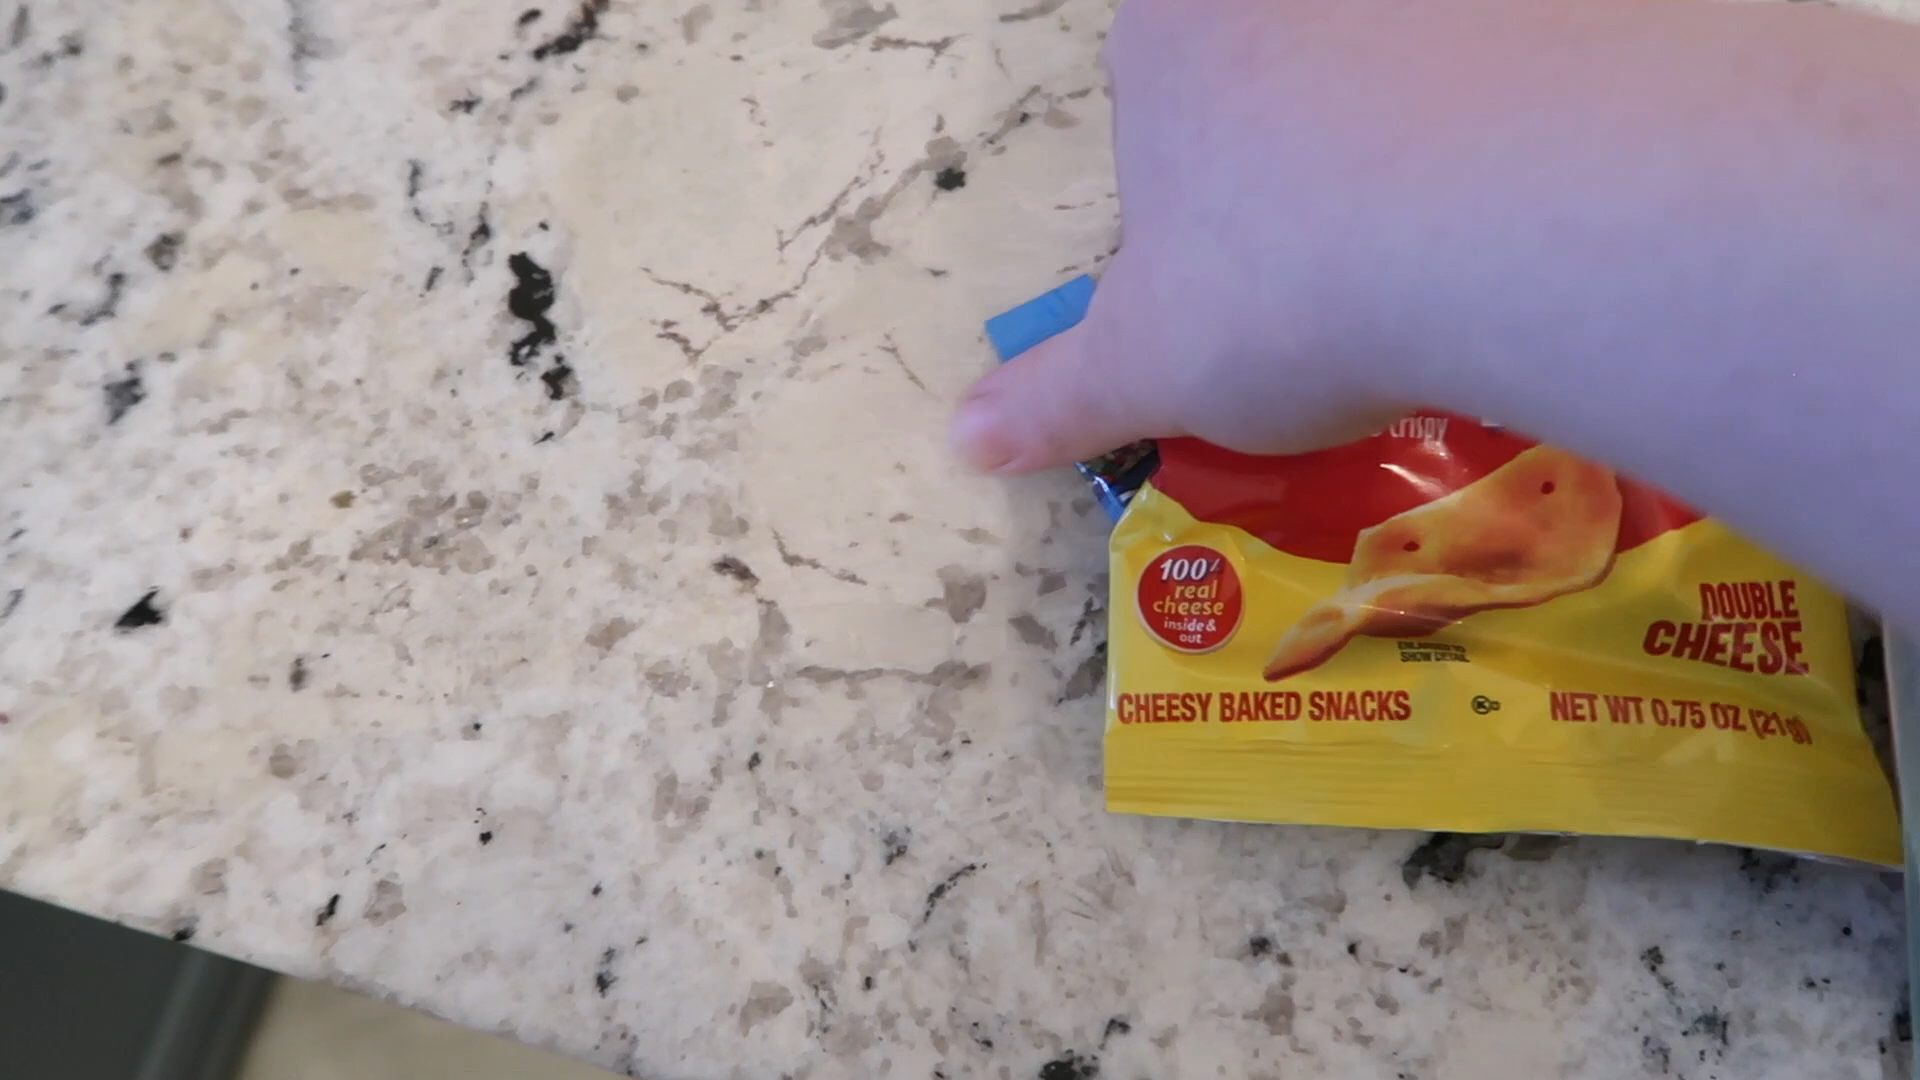 crispy
100%
real
cheese
inside &
out
ENLARGED TO
SHOW DETAIL
DOUBLE
CHEESE
CHEESY BAKED SNACKS
NET WT 0.75 OZ (21g)